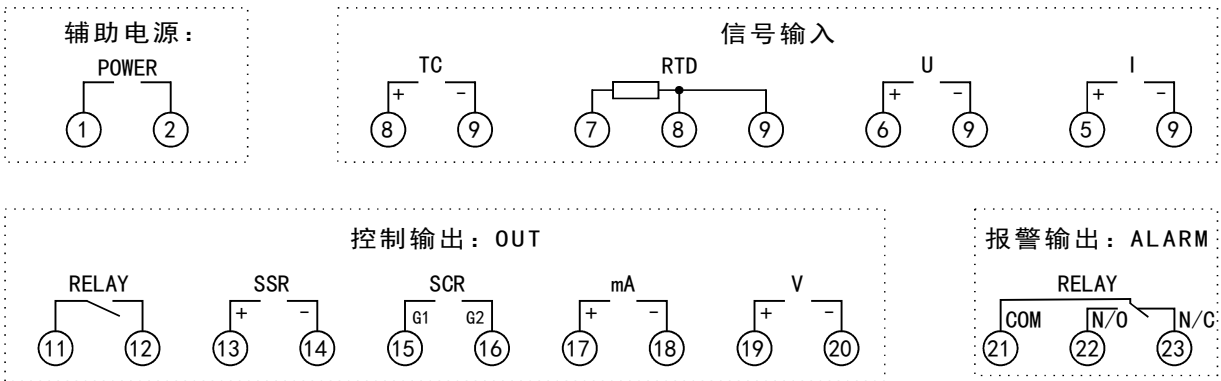 辅助电源:
POWER
1 2
信号输入
TC RTD U I
+ - + - + -
8 9 7 8 9 6 9 5 9
控制输出: OUT
RELAY SSR SCR mA V
+ - G1 G2 + - + -
11 12 13 14 15 16 17 18 19 20
报警输出: ALARM
RELAY
COM N/O N/C
21 22 23